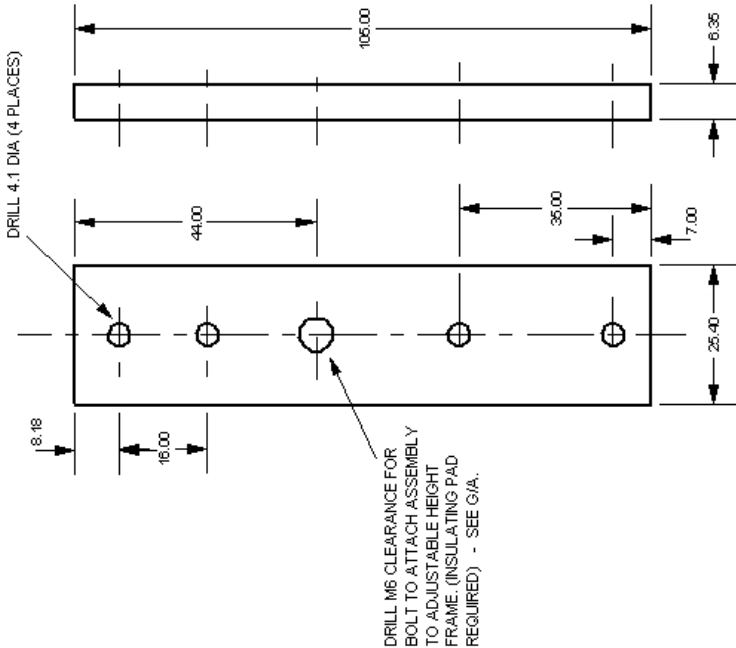 DRILL 4.1 DIA (4 PLACES)
105.00
6.35
44.00
35.00
7.00
25.40
8.18
16.00
DRILL M6 CLEARANCE FOR
BOLT TO ATTACH ASSEMBLY
TO ADJUSTABLE HEIGHT
FRAME. (INSULATING PAD
REQUIRED) - SEE G/A.